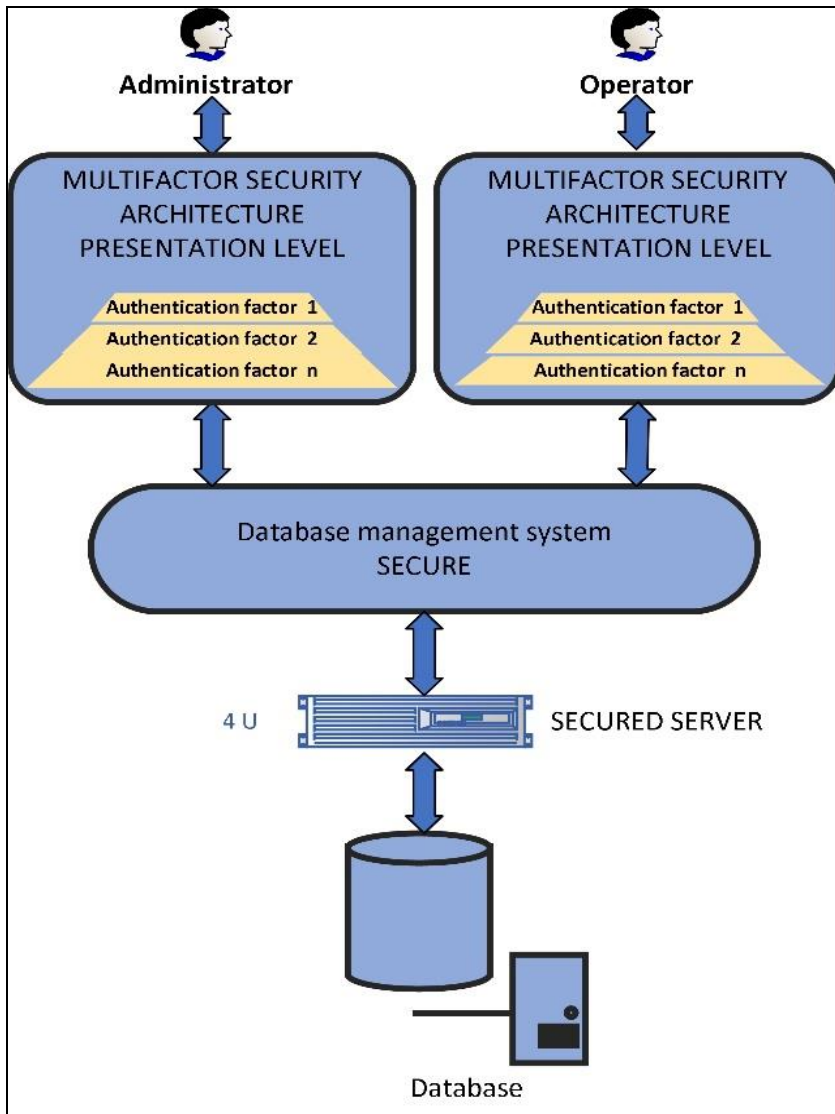 Administrator
MULTIFACTOR SECURITY
ARCHITECTURE
PRESENTATION LEVEL
Authentication factor 1
Authentication factor 2
Authentication factor n
Operator
MULTIFACTOR SECURITY
ARCHITECTURE
PRESENTATION LEVEL
Authentication factor 1
Authentication factor 2
Authentication factor n
Database management system
SECURE
4 U
SECURED SERVER
Database